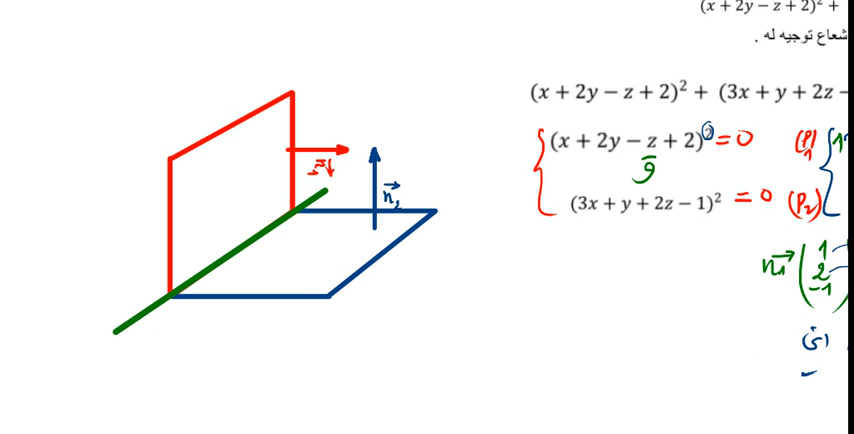 (x + 2y − z + 2)² +
شعاع توجيه له .
(x + 2y − z + 2)² + (3x + y + 2z −
(x + 2y − z + 2)² = 0 (P₁)
و
(3x + y + 2z − 1)² = 0 (P₂)
n₂
n₁ ( 1
2
−1 )